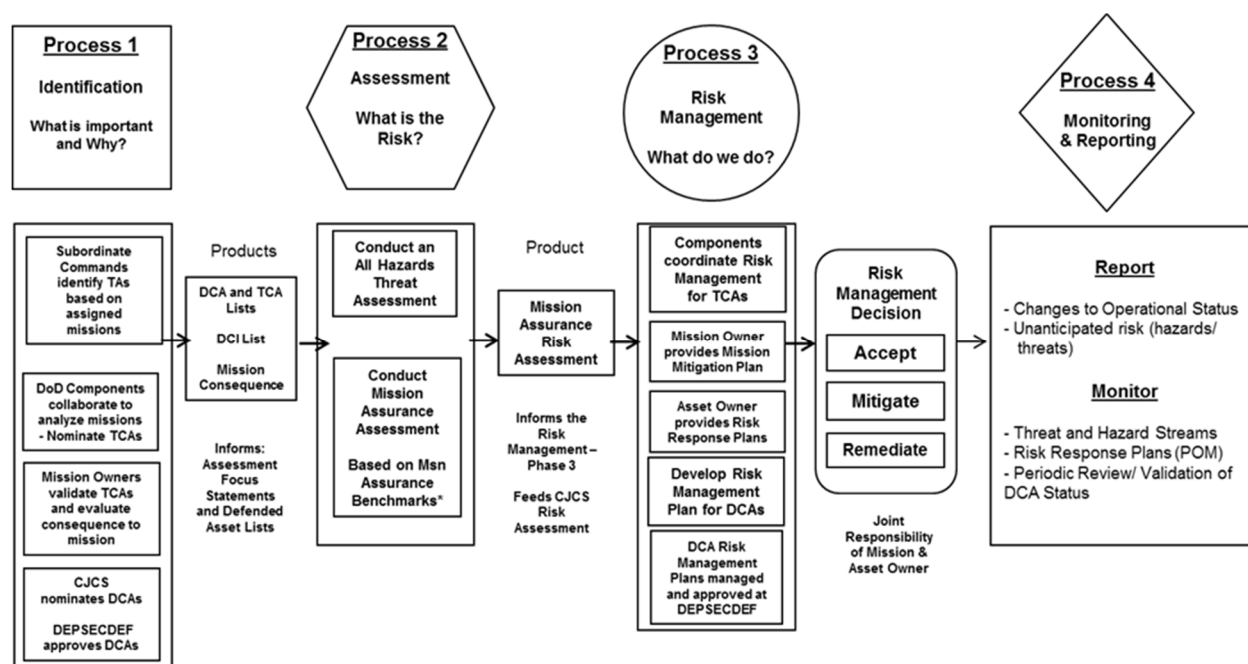 Process 1
Identification
What is important
and Why?
Process 2
Assessment
What is the
Risk?
Process 3
Risk
Management
What do we do?
Process 4
Monitoring
& Reporting
Subordinate
Commands
identify TAs
based on
assigned
missions
DoD Components
collaborate to
analyze missions
- Nominate TCAs
Mission Owners
validate TCAs
and evaluate
consequence to
mission
CJCS
nominates DCAs
DEPSECDEF
approves DCAs
Products
DCA and TCA
Lists
DCI List
Mission
Consequence
Informs:
Assessment
Focus
Statements
and Defended
Asset Lists
Conduct an
All Hazards
Threat
Assessment
Conduct
Mission
Assurance
Assessment
Based on Msn
Assurance
Benchmarks*
Product
Mission
Assurance
Risk
Assessment
Informs the
Risk
Management –
Phase 3
Feeds CJCS
Risk
Assessment
Components
coordinate Risk
Management
for TCAs
Mission Owner
provides Mission
Mitigation Plan
Asset Owner
provides Risk
Response Plans
Develop Risk
Management
Plan for DCAs
DCA Risk
Management
Plans managed
and approved at
DEPSECDEF
Risk
Management
Decision
Accept
Mitigate
Remediate
Joint
Responsibility
of Mission &
Asset Owner
Report
- Changes to Operational Status
- Unanticipated risk (hazards/
threats)
Monitor
- Threat and Hazard Streams
- Risk Response Plans (POM)
- Periodic Review/ Validation of
DCA Status